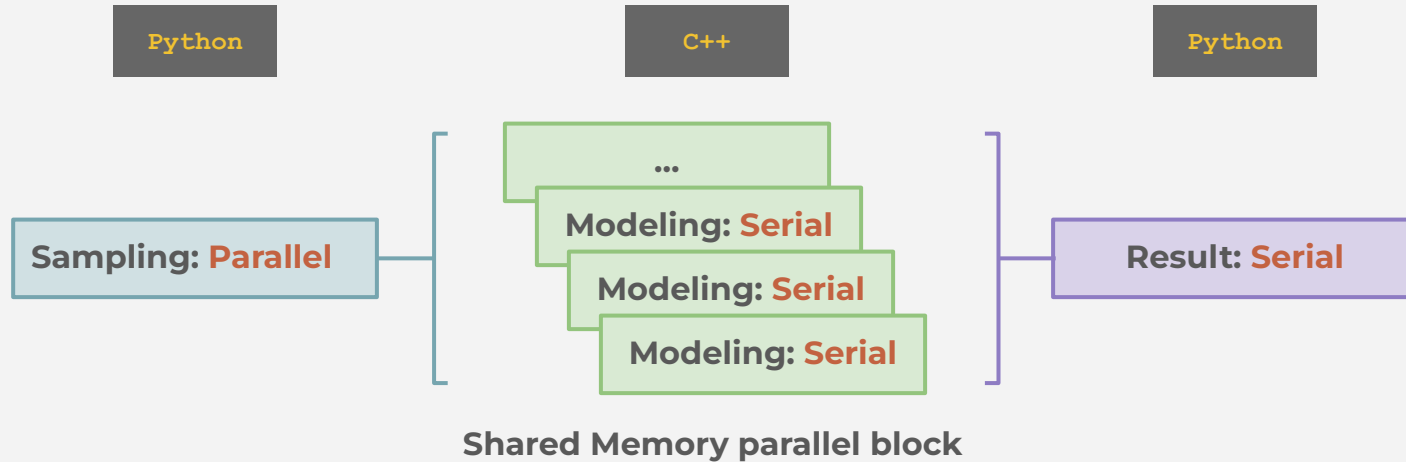 Python
C++
Python
...
Modeling: Serial
Sampling: Parallel
Modeling: Serial
Modeling: Serial
Result: Serial
Shared Memory parallel block